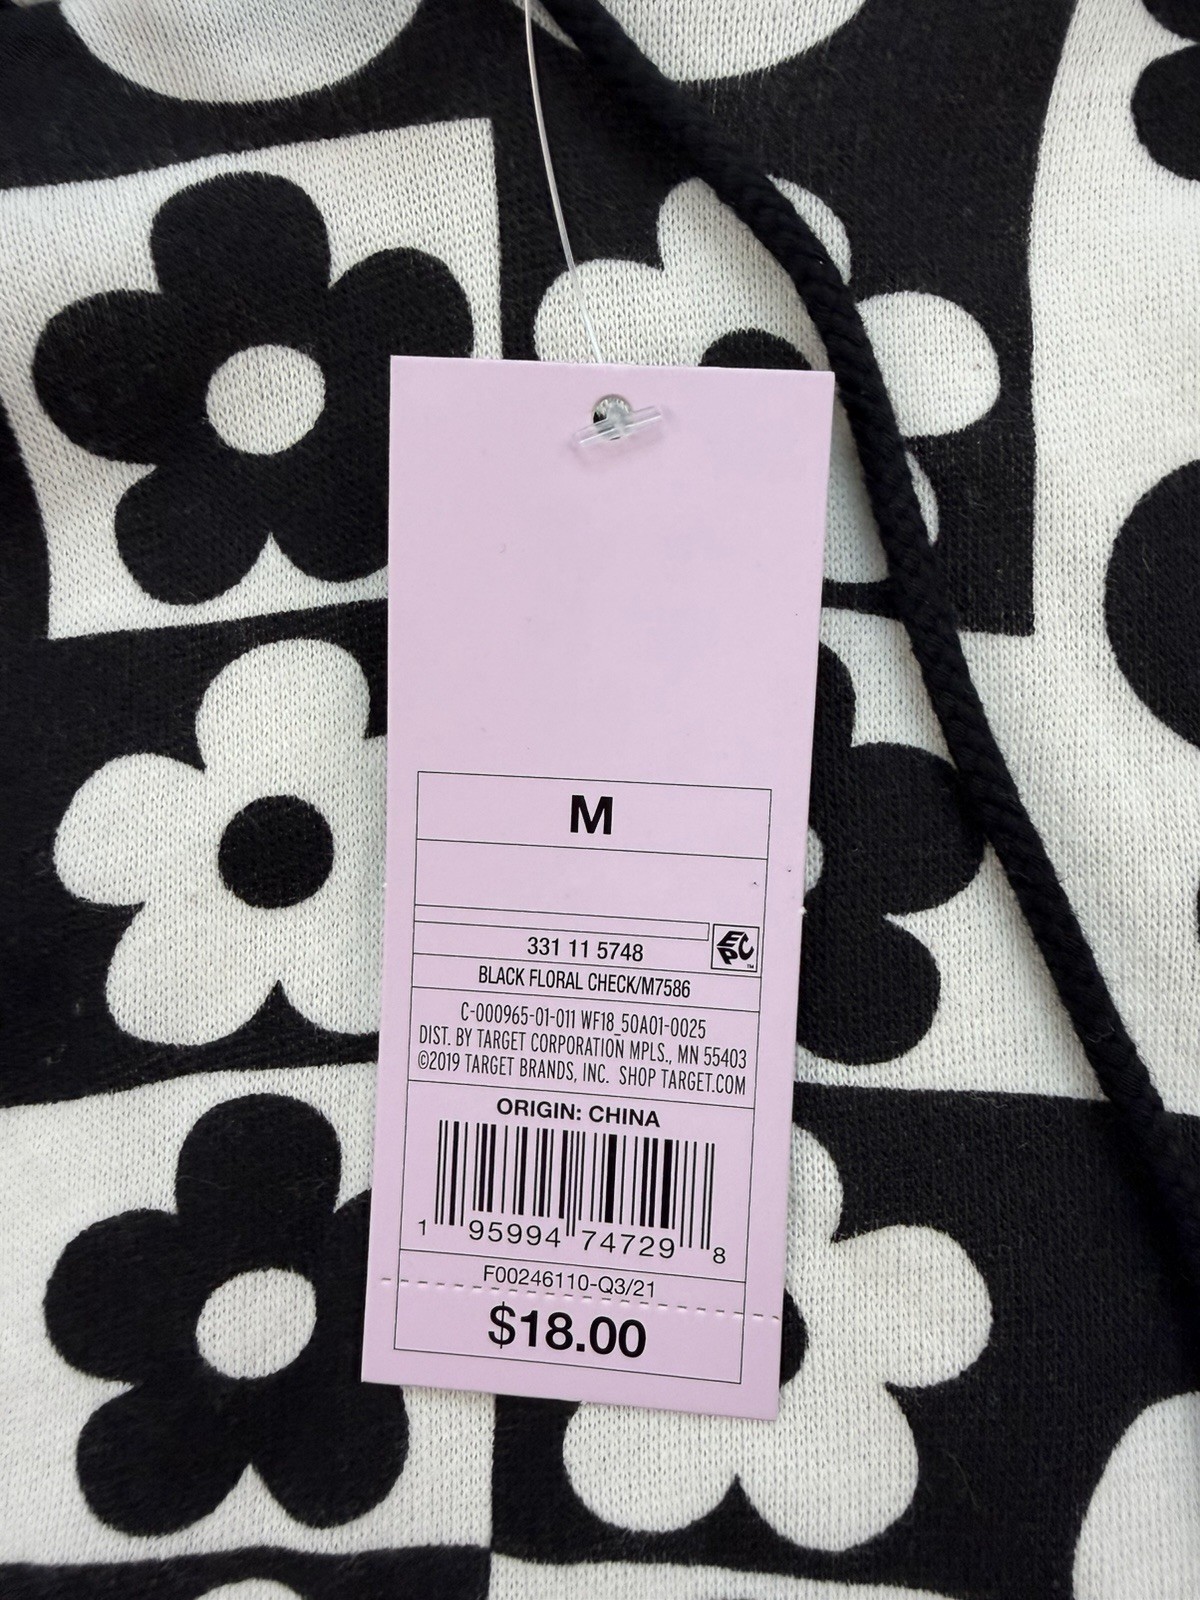 M
331 11 5748
EPC™
BLACK FLORAL CHECK/M7586
C-000965-01-011 WF18_50A01-0025
DIST. BY TARGET CORPORATION MPLS., MN 55403
©2019 TARGET BRANDS, INC. SHOP TARGET.COM
ORIGIN: CHINA
1 95994 74729 8
F00246110-Q3/21
$18.00